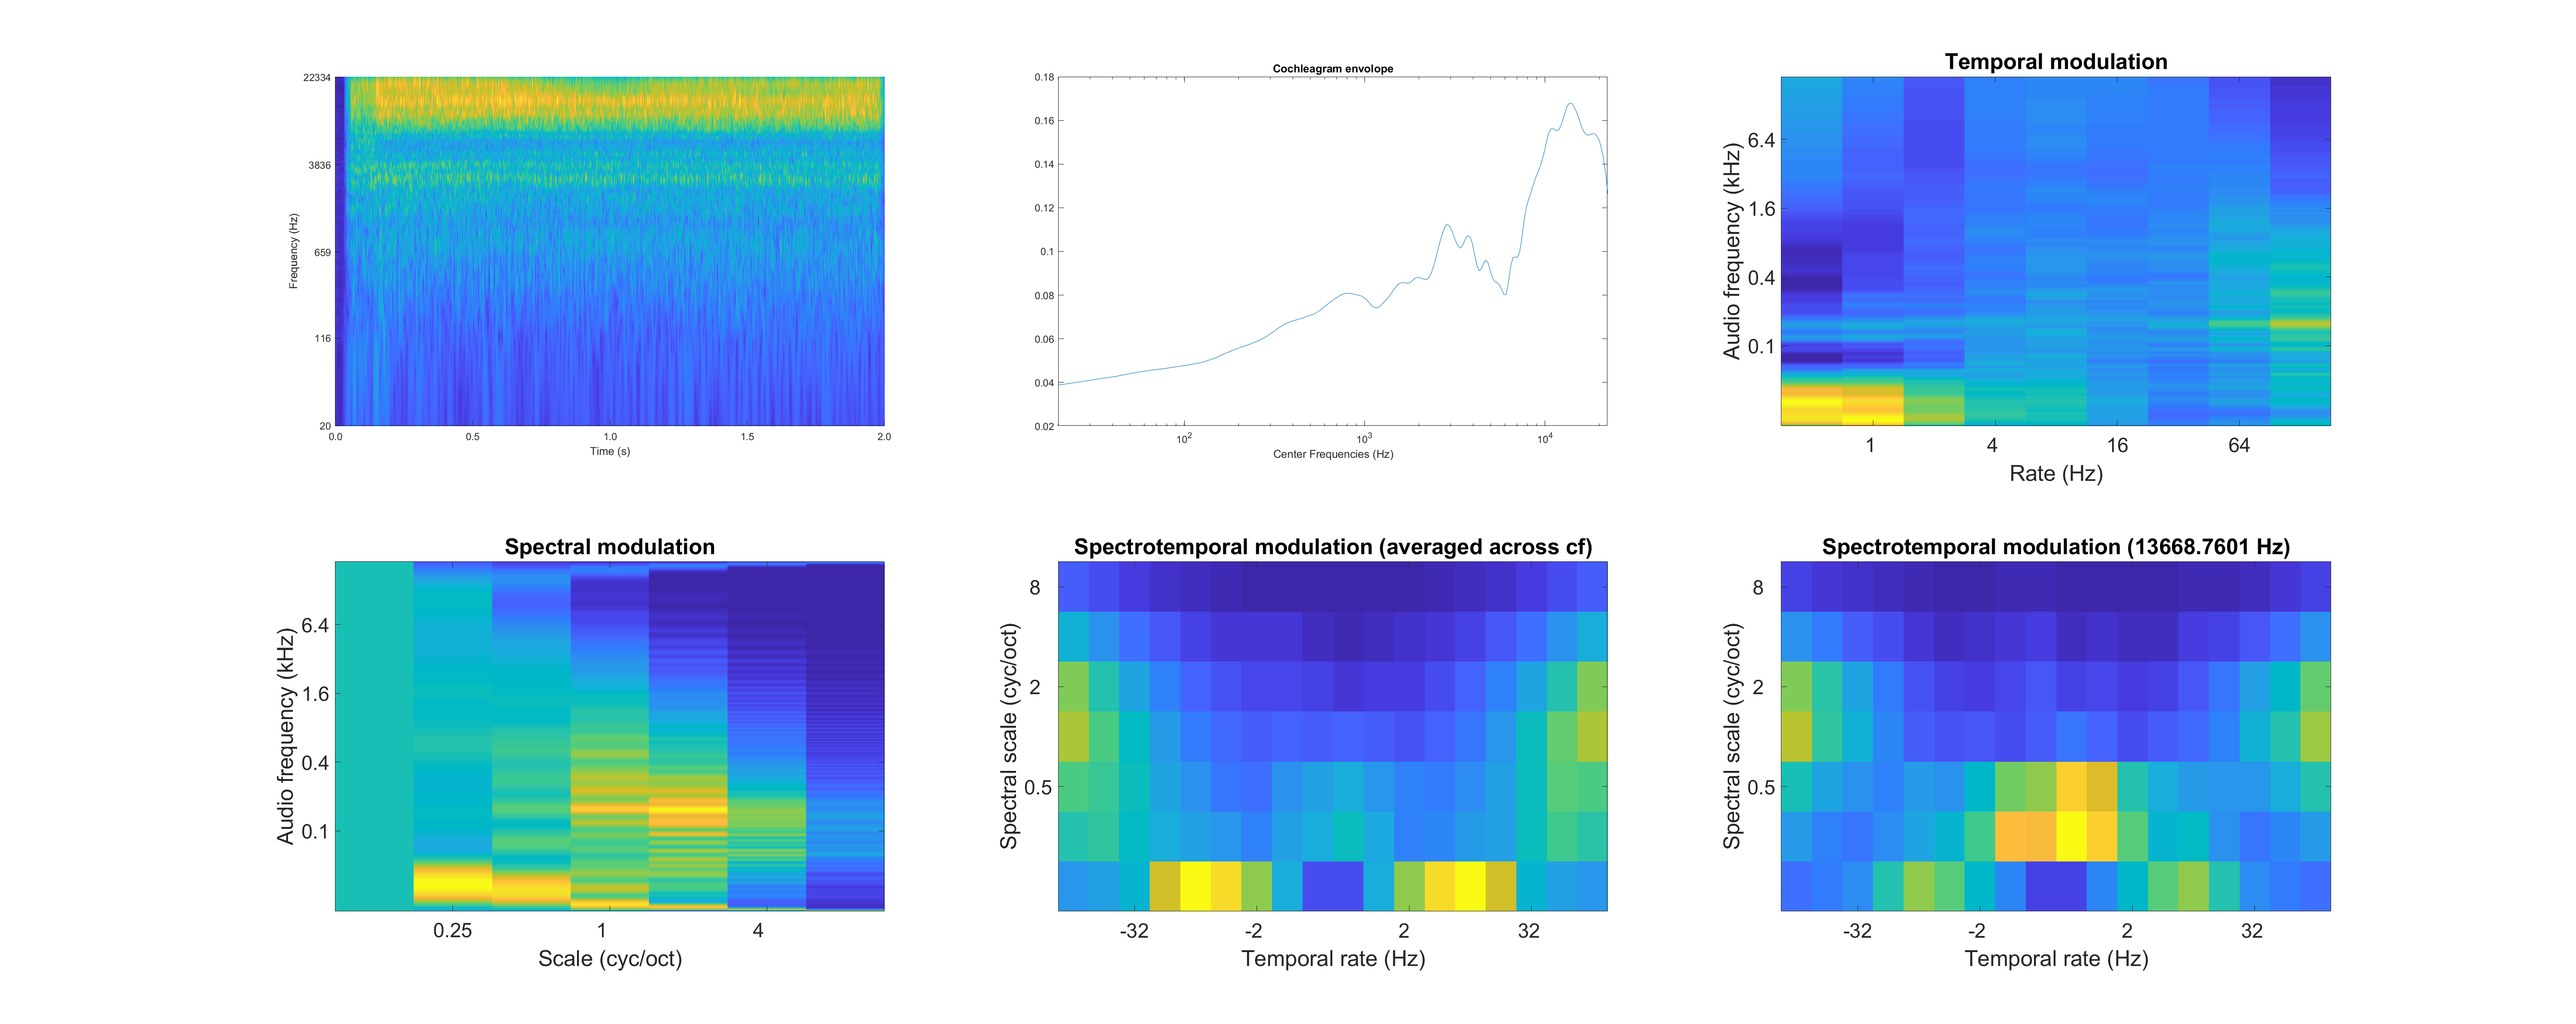 22334
3836
659
116
20
0.0 0.5 1.0 1.5 2.0
Frequency (Hz)
Time (s)
Cochleagram envolope
0.18
0.16
0.14
0.12
0.1
0.08
0.06
0.04
0.02
10^2 10^3 10^4
Center Frequencies (Hz)
Temporal modulation
6.4
1.6
0.4
0.1
Audio frequency (kHz)
1 4 16 64
Rate (Hz)
Spectral modulation
6.4
1.6
0.4
0.1
Audio frequency (kHz)
0.25 1 4
Scale (cyc/oct)
Spectrotemporal modulation (averaged across cf)
8
2
0.5
Spectral scale (cyc/oct)
-32 -2 2 32
Temporal rate (Hz)
Spectrotemporal modulation (13668.7601 Hz)
8
2
0.5
Spectral scale (cyc/oct)
-32 -2 2 32
Temporal rate (Hz)